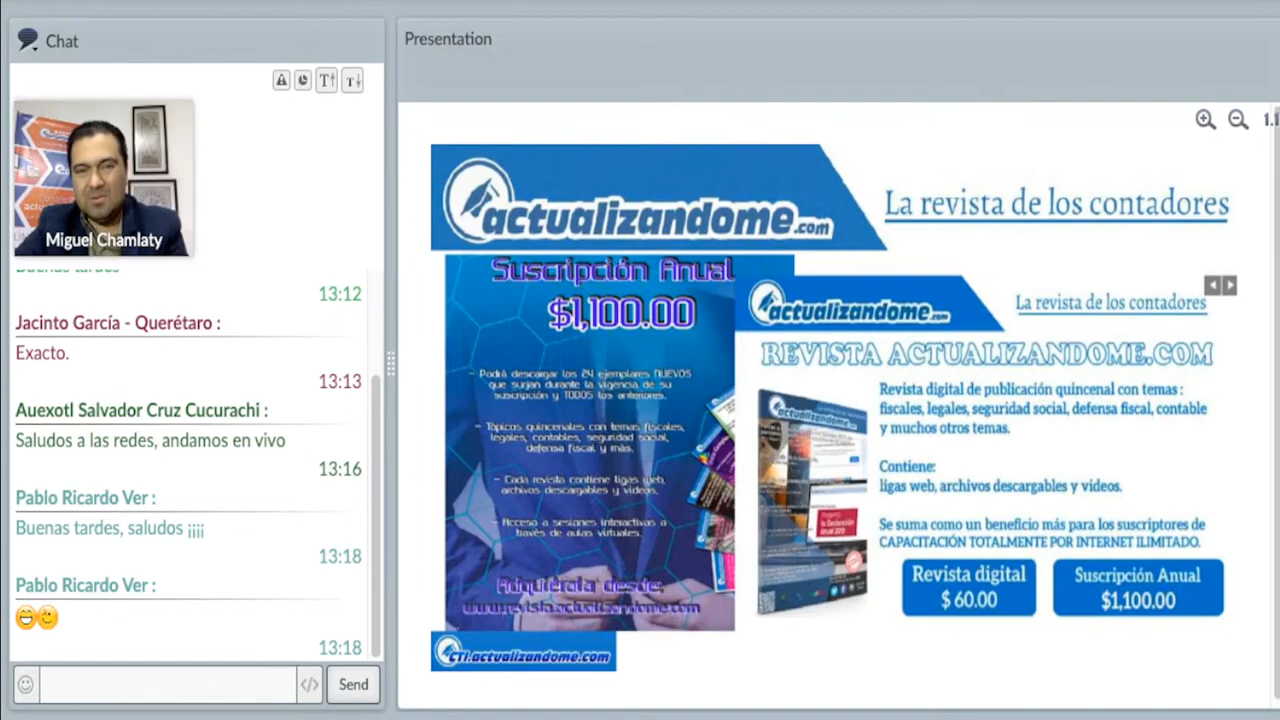 Chat
Miguel Chamlaty
Buenas tardes
13:12
Jacinto García - Querétaro :
Exacto.
13:13
Auexotl Salvador Cruz Cucurachi :
Saludos a las redes, andamos en vivo
13:16
Pablo Ricardo Ver :
Buenas tardes, saludos ¡¡¡¡
13:18
Pablo Ricardo Ver :
13:18
Send
Presentation
actualizandome.com
La revista de los contadores
Suscripción Anual
$1,100.00
- Podrá descargar los 24 ejemplares NUEVOS
que surjan durante la vigencia de su
suscripción y TODOS los anteriores.
- Tópicos quincenales con temas fiscales,
legales, contables, seguridad social,
defensa fiscal y más.
- Cada revista contiene ligas web,
archivos descargables y videos.
- Acceso a sesiones interactivas a
través de aulas virtuales.
Adquiérala desde:
www.revista.actualizandome.com
CTI.actualizandome.com
actualizandome.com
La revista de los contadores
REVISTA ACTUALIZANDOME.COM
actualizandome.com
Revista digital de publicación quincenal con temas :
fiscales, legales, seguridad social, defensa fiscal, contable
y muchos otros temas.
Contiene:
ligas web, archivos descargables y videos.
Se suma como un beneficio más para los suscriptores de
CAPACITACIÓN TOTALMENTE POR INTERNET ILIMITADO.
Revista digital
$ 60.00
Suscripción Anual
$1,100.00